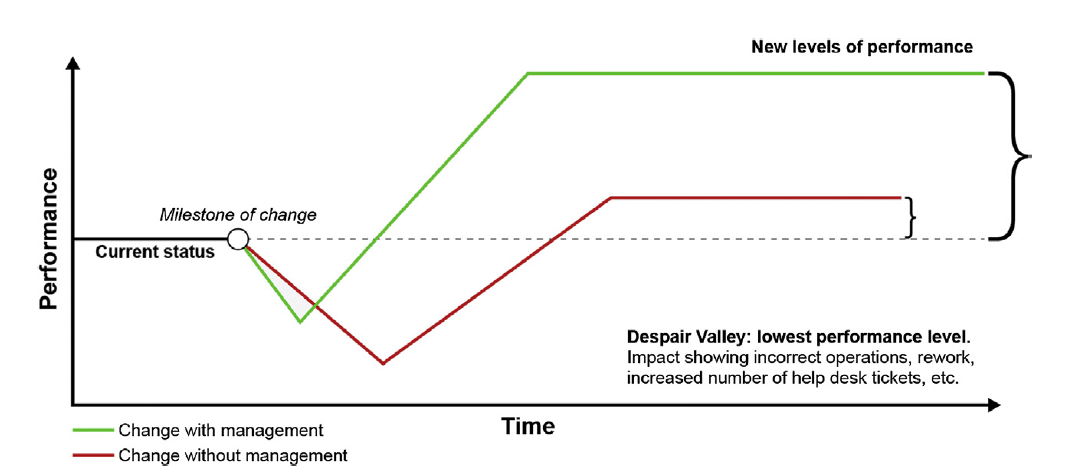 New levels of performance
Performance
Milestone of change
Current status
Despair Valley: lowest performance level.
Impact showing incorrect operations, rework,
increased number of help desk tickets, etc.
Time
Change with management
Change without management